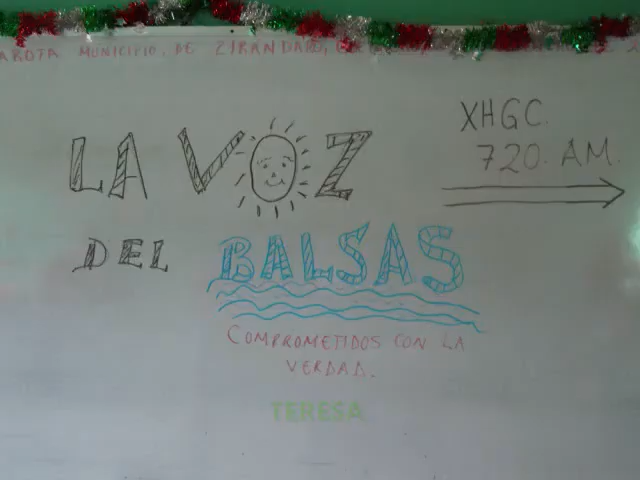 MUNICIPIO. DE ZIRANDARO,
XHGC.
720. AM.
LA VOZ
DEL BALSAS
COMPROMETIDOS CON LA
VERDAD.
TERESA